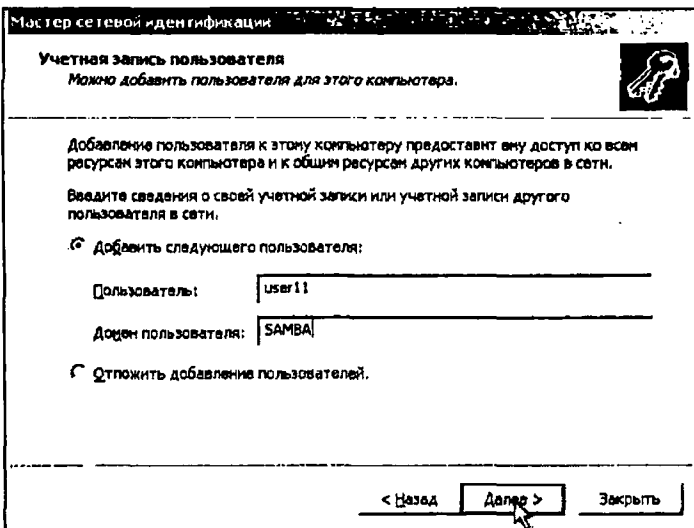 Мастер сетевой идентификации
Учетная запись пользователя
Можно добавить пользователя для этого компьютера.
Добавление пользователя к этому компьютеру предоставит ему доступ ко всем
ресурсам этого компьютера и к общим ресурсам других компьютеров в сети.
Введите сведения о своей учетной записи или учетной записи другого
пользователя в сети.
Добавить следующего пользователя:
Пользователь: user11
Домен пользователя: SAMBA
Отложить добавление пользователей.
< Назад Далее > Закрыть